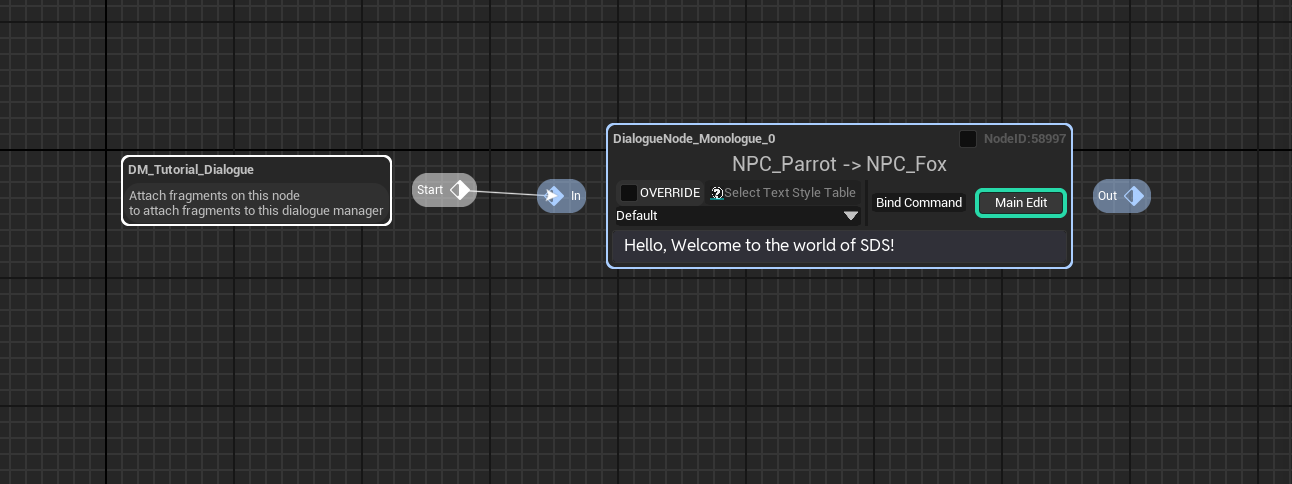 DM_Tutorial_Dialogue
Attach fragments on this node
to attach fragments to this dialogue manager
Start
In
DialogueNode_Monologue_0
NodeID:58997
NPC_Parrot -> NPC_Fox
OVERRIDE
Select Text Style Table
Default
Bind Command
Main Edit
Hello, Welcome to the world of SDS!
Out